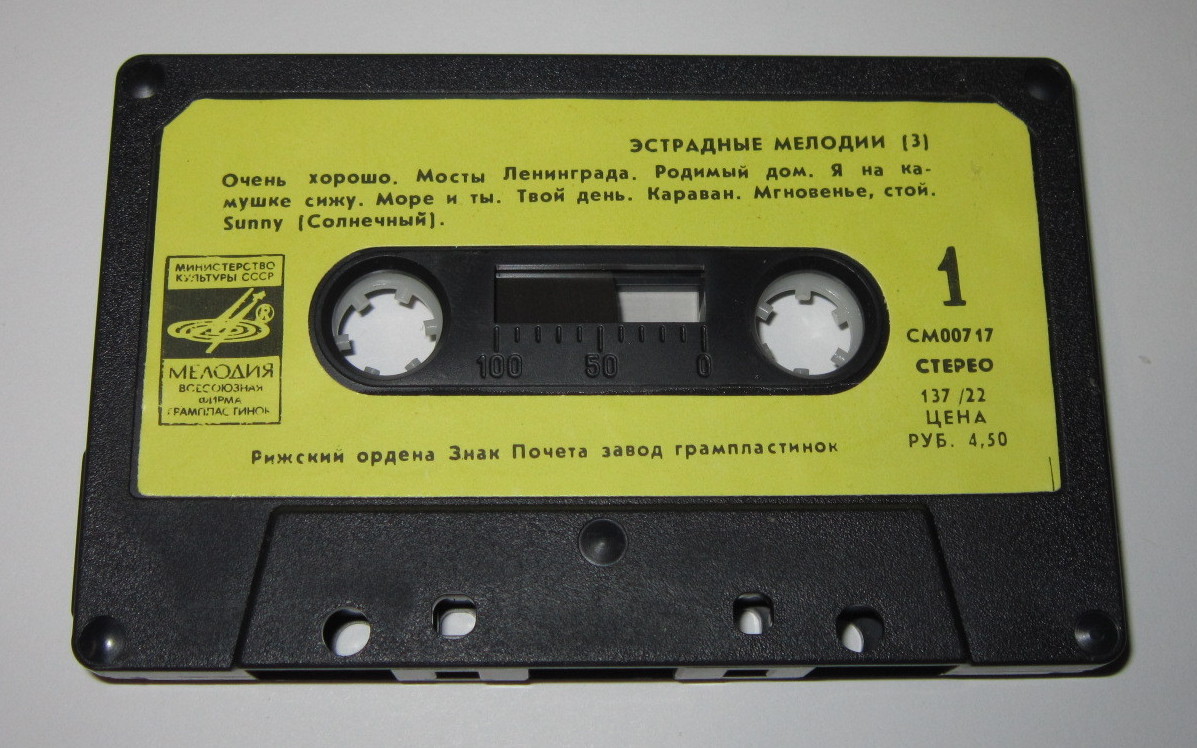 ЭСТРАДНЫЕ МЕЛОДИИ (3)
Очень хорошо. Мосты Ленинграда. Родимый дом. Я на ка-
мушке сижу. Море и ты. Твой день. Караван. Мгновенье, стой.
Sunny (Солнечный).
МИНИСТЕРСТВО
КУЛЬТУРЫ СССР
®
МЕЛОДИЯ
ВСЕСОЮЗНАЯ
ФИРМА
ГРАМПЛАСТИНОК
100 50 0
1
СМ00717
СТЕРЕО
137 /22
ЦЕНА
РУБ. 4,50
Рижский ордена Знак Почета завод грампластинок